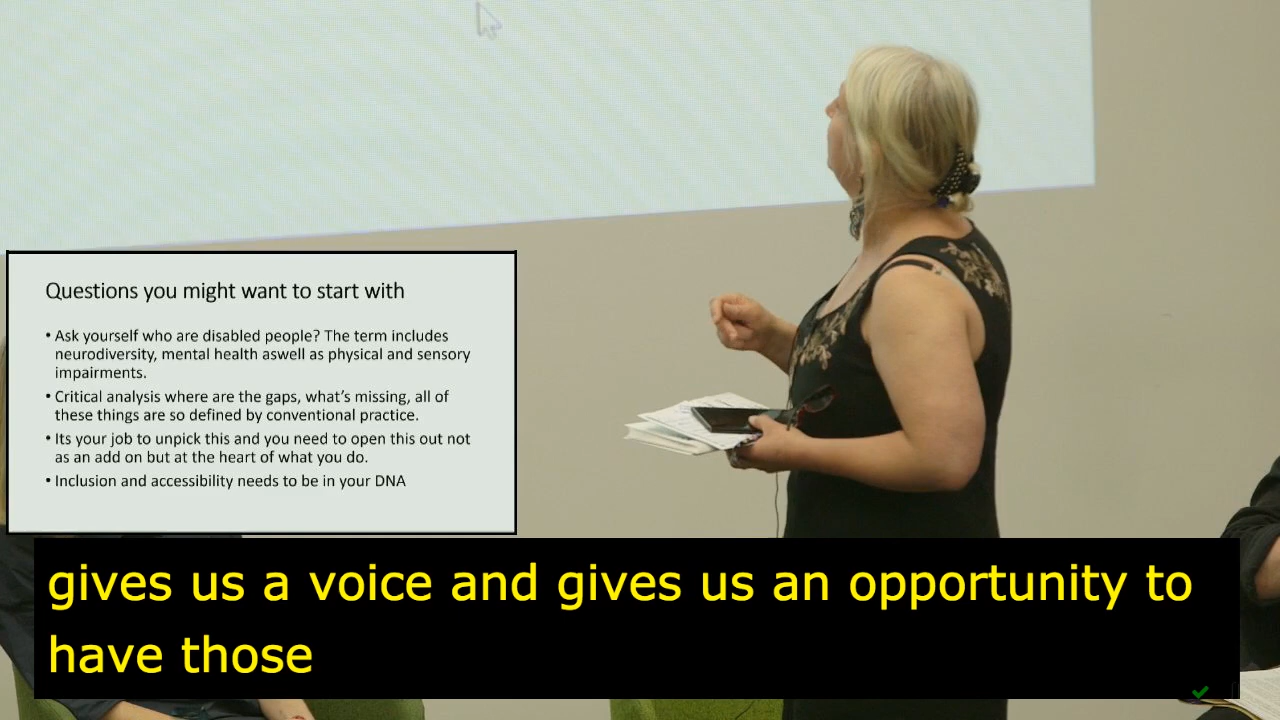 Questions you might want to start with
• Ask yourself who are disabled people? The term includes
neurodiversity, mental health aswell as physical and sensory
impairments.
• Critical analysis where are the gaps, what's missing, all of
these things are so defined by conventional practice.
• Its your job to unpick this and you need to open this out not
as an add on but at the heart of what you do.
• Inclusion and accessibility needs to be in your DNA
gives us a voice and gives us an opportunity to
have those